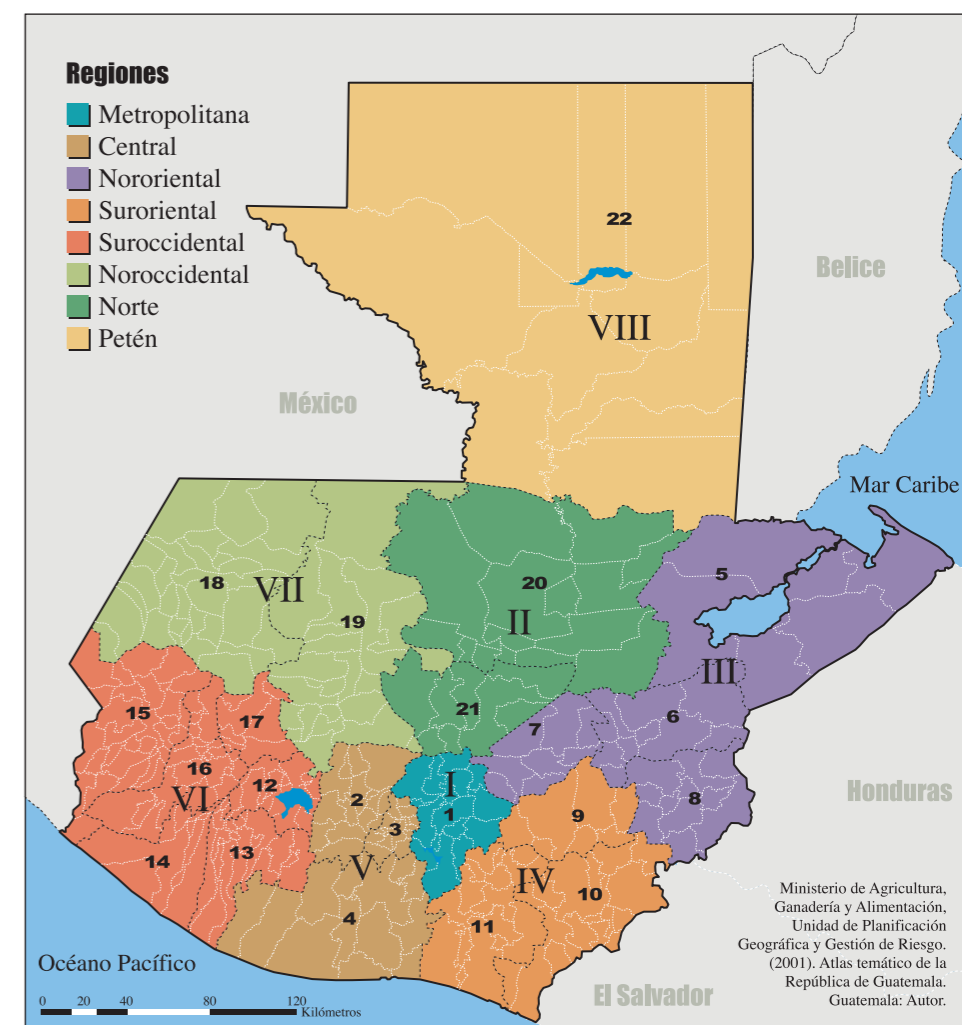 Regiones
Metropolitana
Central
Nororiental
Suroriental
Suroccidental
Noroccidental
Norte
Petén
22
VIII
Belice
México
Mar Caribe
18
VII
19
20
II
5
III
15
17
16
12
VI
14
13
21
7
6
8
I
1
2
3
V
4
9
IV
10
11
Honduras
Océano Pacífico
El Salvador
0 20 40 80 120
Kilómetros
Ministerio de Agricultura,
Ganadería y Alimentación,
Unidad de Planificación
Geográfica y Gestión de Riesgo.
(2001). Atlas temático de la
República de Guatemala.
Guatemala: Autor.